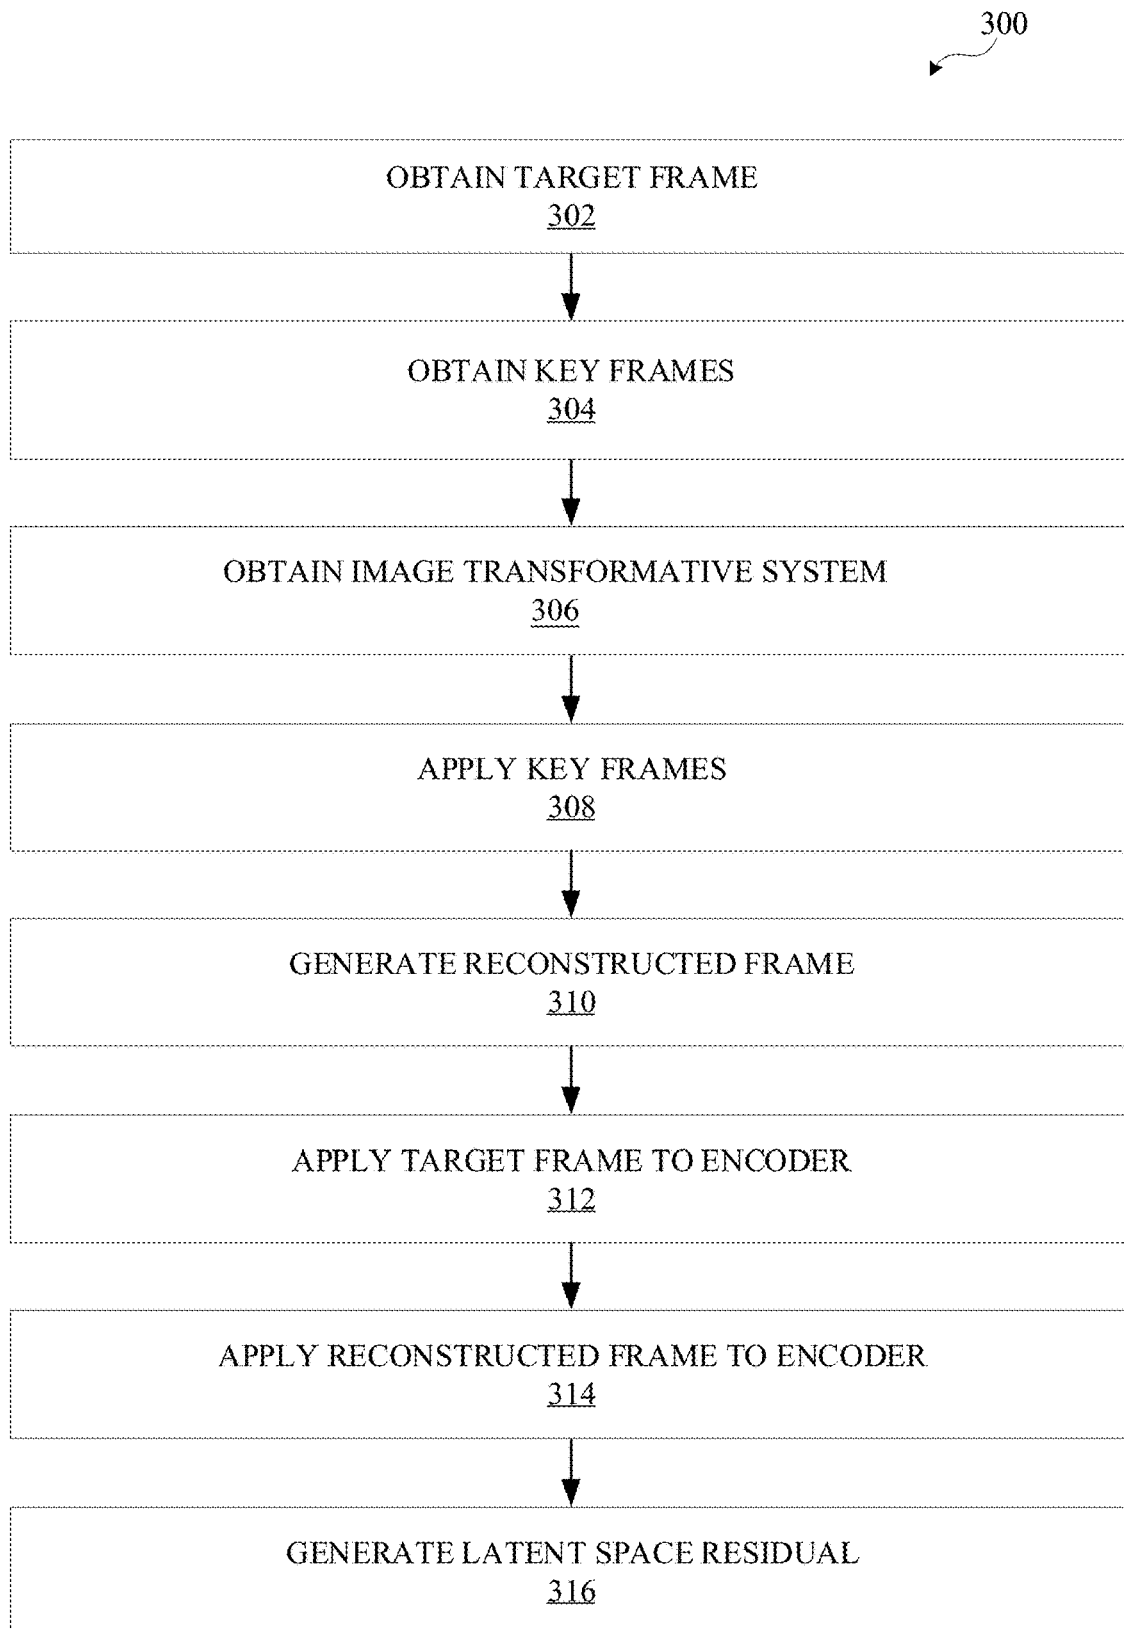 300
OBTAIN TARGET FRAME
302
OBTAIN KEY FRAMES
304
OBTAIN IMAGE TRANSFORMATIVE SYSTEM
306
APPLY KEY FRAMES
308
GENERATE RECONSTRUCTED FRAME
310
APPLY TARGET FRAME TO ENCODER
312
APPLY RECONSTRUCTED FRAME TO ENCODER
314
GENERATE LATENT SPACE RESIDUAL
316